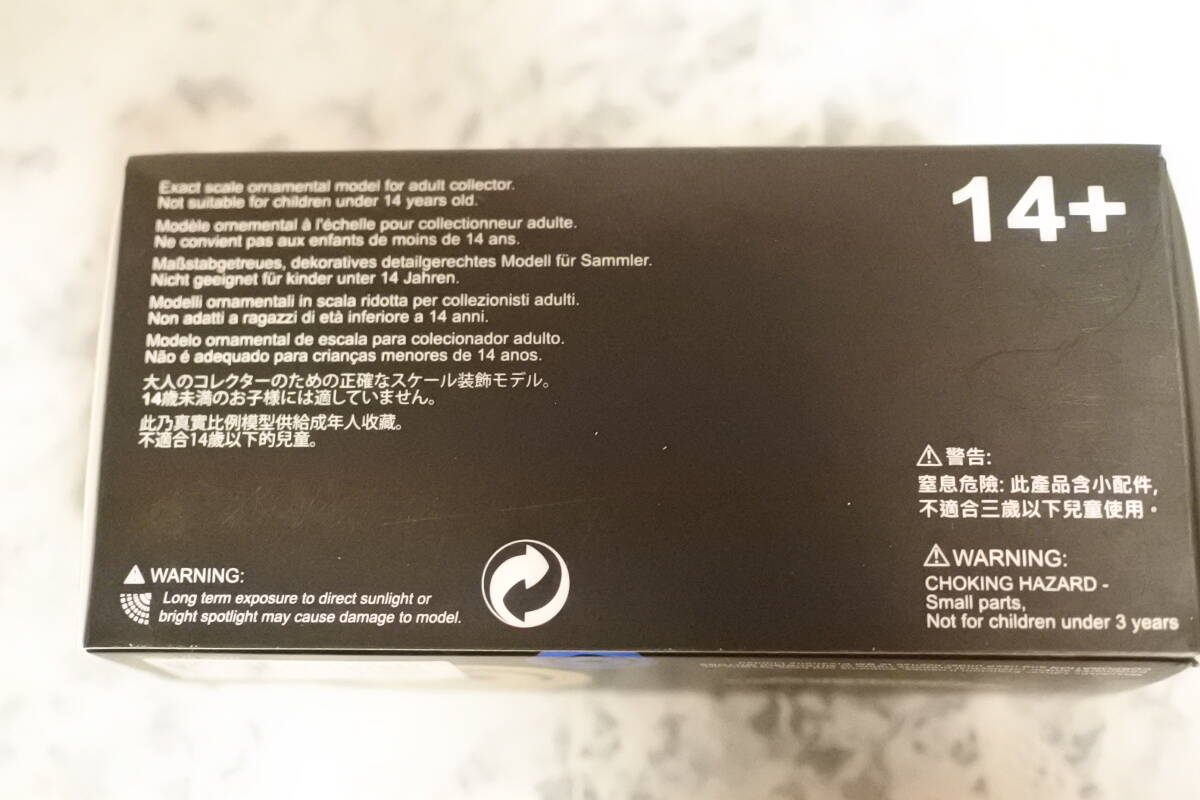 Exact scale ornamental model for adult collector.
Not suitable for children under 14 years old.
Modèle ornemental à l'échelle pour collectionneur adulte.
Ne convient pas aux enfants de moins de 14 ans.
Maßstabgetreues, dekoratives detailgerechtes Modell für Sammler.
Nicht geeignet für kinder unter 14 Jahren.
Modelli ornamentali in scala ridotta per collezionisti adulti.
Non adatti a ragazzi di età inferiore a 14 anni.
Modelo ornamental de escala para colecionador adulto.
Não é adequado para crianças menores de 14 anos.
大人のコレクターのための正確なスケール装飾モデル。
14歳未満のお子様には適していません。
此乃真實比例模型供給成年人收藏。
不適合14歲以下的兒童。
14+
警告:
窒息危險: 此產品含小配件,
不適合三歲以下兒童使用。
WARNING:
CHOKING HAZARD -
Small parts,
Not for children under 3 years
WARNING:
Long term exposure to direct sunlight or
bright spotlight may cause damage to model.